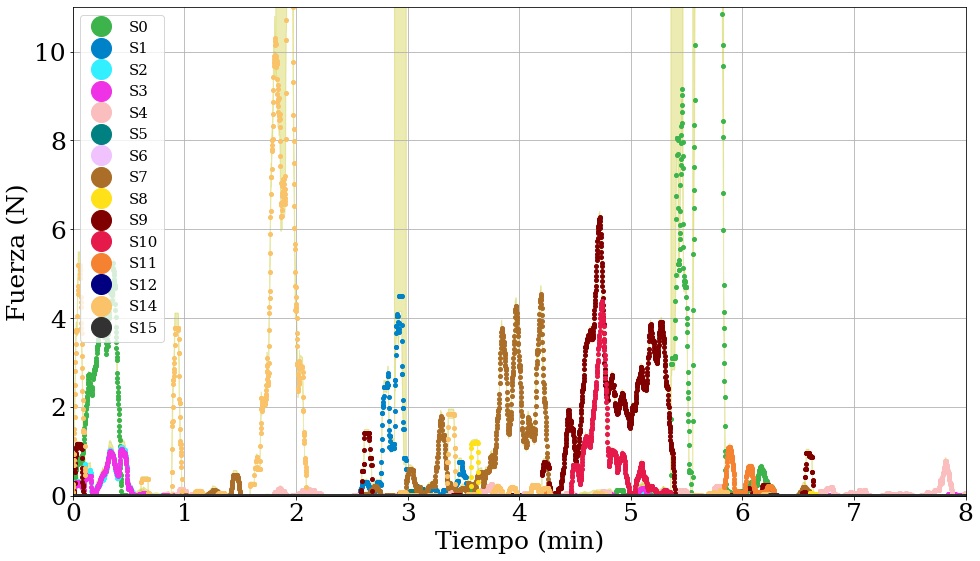 Fuerza (N)
10
8
6
4
2
0
S0
S1
S2
S3
S4
S5
S6
S7
S8
S9
S10
S11
S12
S14
S15
0 1 2 3 4 5 6 7 8
Tiempo (min)